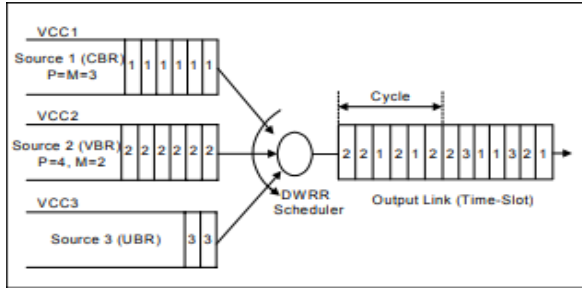 VCC1
Source 1 (CBR)
P=M=3
1 1 1 1 1 1
VCC2
Source 2 (VBR)
P=4, M=2
2 2 2 2 2 2
VCC3
Source 3 (UBR)
3 3
DWRR
Scheduler
Cycle
2 2 1 2 1 2 2 3 1 1 3 2 1
Output Link (Time-Slot)